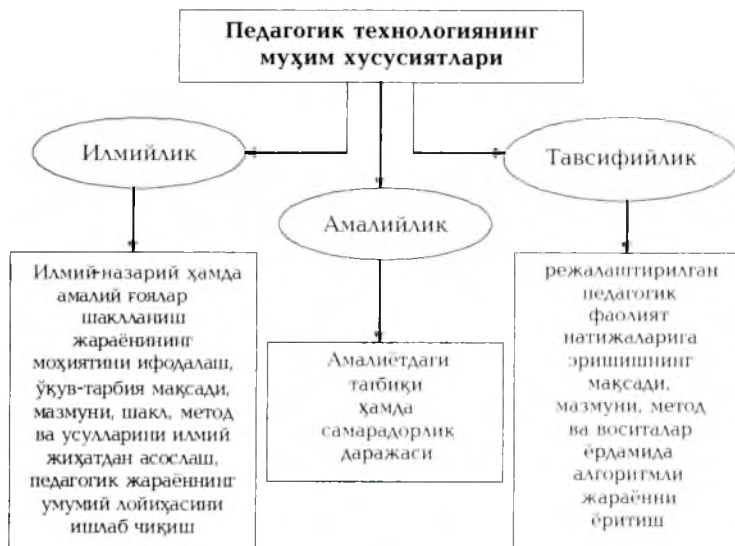 Педагогик технологиянинг
муҳим хусусиятлари
Илмийлик
Амалийлик
Тавсифийлик
Илмий-назарий ҳамда
амалий ғоялар
шаклланиш
жараёнининг
моҳиятини ифодалаш,
ўқув-тарбия мақсади,
мазмуни, шакл, метод
ва усулларини илмий
жиҳатдан асослаш,
педагогик жараённинг
умумий лойиҳасини
ишлаб чиқиш
Амалиётдаги
татбиқи
ҳамда
самарадорлик
даражаси
режалаштирилган
педагогик
фаолият
натижаларига
эришишнинг
мақсади,
мазмуни, метод
ва воситалар
ёрдамида
алгоритмли
жараённи
ёритиш